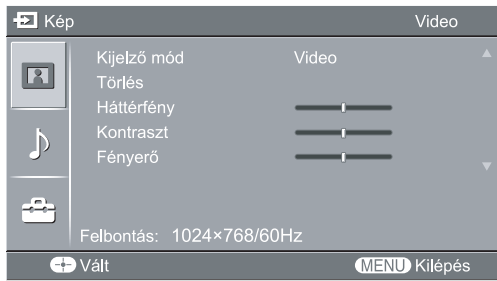 Kép Video
Kijelző mód Video
Törlés
Háttérfény
Kontraszt
Fényerő
Felbontás: 1024×768/60Hz
Vált MENU Kilépés